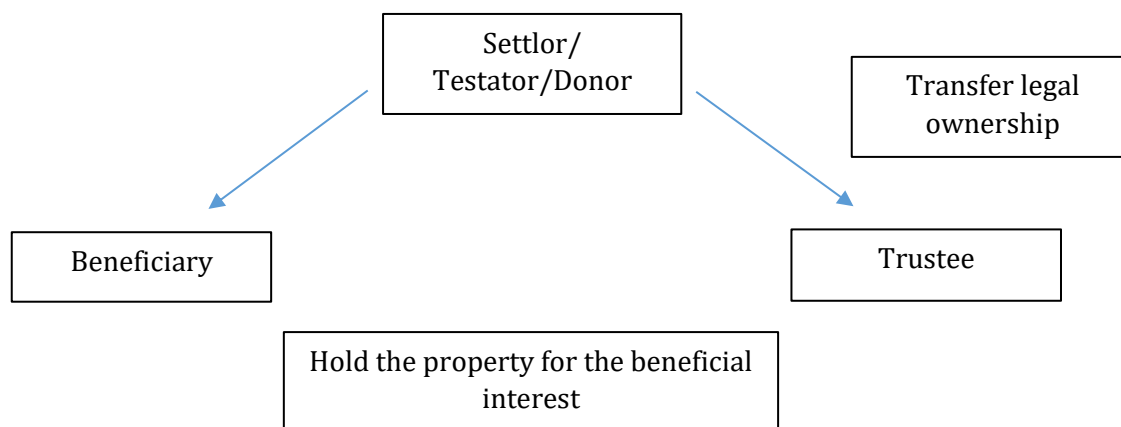 Settlor/
Testator/Donor
Transfer legal
ownership
Beneficiary
Trustee
Hold the property for the beneficial
interest